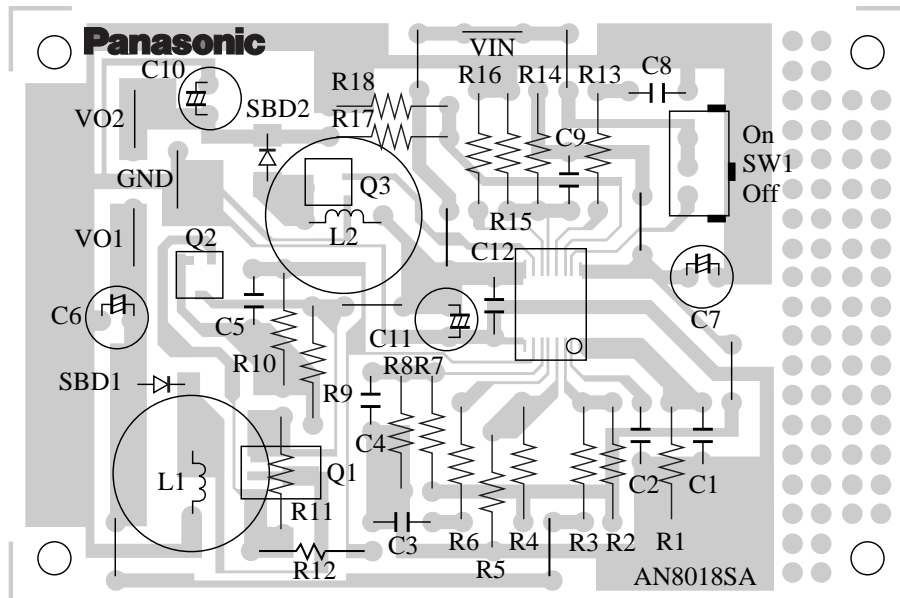 Panasonic
VIN
C10
R18
R16
R14
R13
C8
SBD2
R17
VO2
C9
On
SW1
Off
GND
Q3
VO1
Q2
L2
R15
C12
C6
C5
C11
C7
R10
R8
R7
SBD1
R9
C4
L1
Q1
R11
C2
C1
R12
C3
R6
R5
R4
R3
R2
R1
AN8018SA